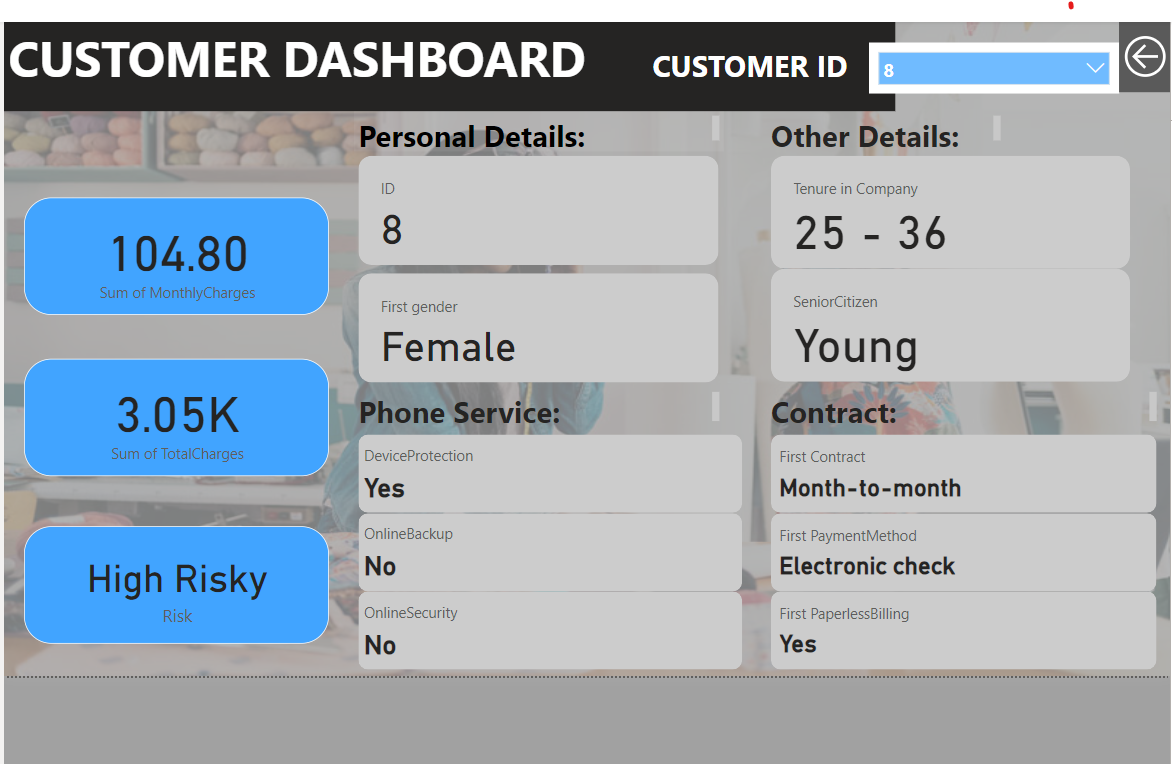 CUSTOMER DASHBOARD
CUSTOMER ID
8
104.80
Sum of MonthlyCharges
3.05K
Sum of TotalCharges
High Risky
Risk
Personal Details:
ID
8
First gender
Female
Other Details:
Tenure in Company
25 - 36
SeniorCitizen
Young
Phone Service:
DeviceProtection
Yes
OnlineBackup
No
OnlineSecurity
No
Contract:
First Contract
Month-to-month
First PaymentMethod
Electronic check
First PaperlessBilling
Yes